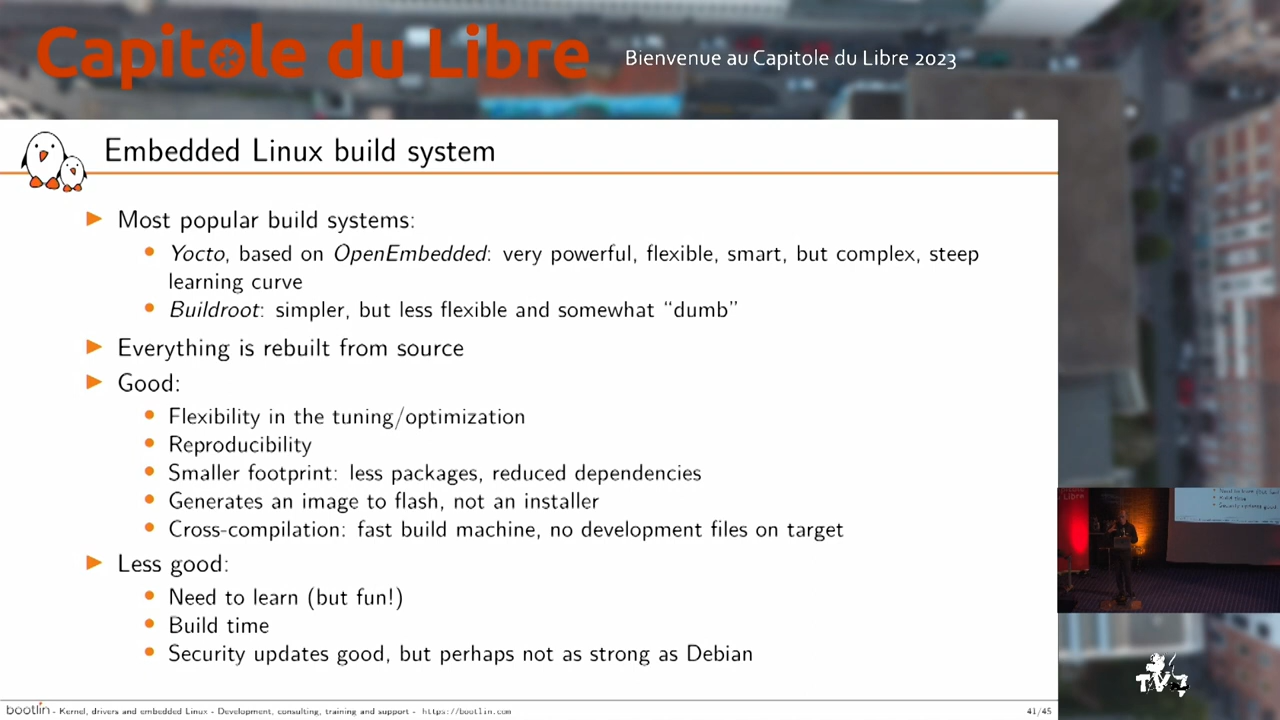 Capitole du Libre
Bienvenue au Capitole du Libre 2023
Embedded Linux build system
Most popular build systems:
Yocto, based on OpenEmbedded: very powerful, flexible, smart, but complex, steep
learning curve
Buildroot: simpler, but less flexible and somewhat “dumb”
Everything is rebuilt from source
Good:
Flexibility in the tuning/optimization
Reproducibility
Smaller footprint: less packages, reduced dependencies
Generates an image to flash, not an installer
Cross-compilation: fast build machine, no development files on target
Less good:
Need to learn (but fun!)
Build time
Security updates good, but perhaps not as strong as Debian
bootlin - Kernel, drivers and embedded Linux - Development, consulting, training and support - https://bootlin.com
41/45